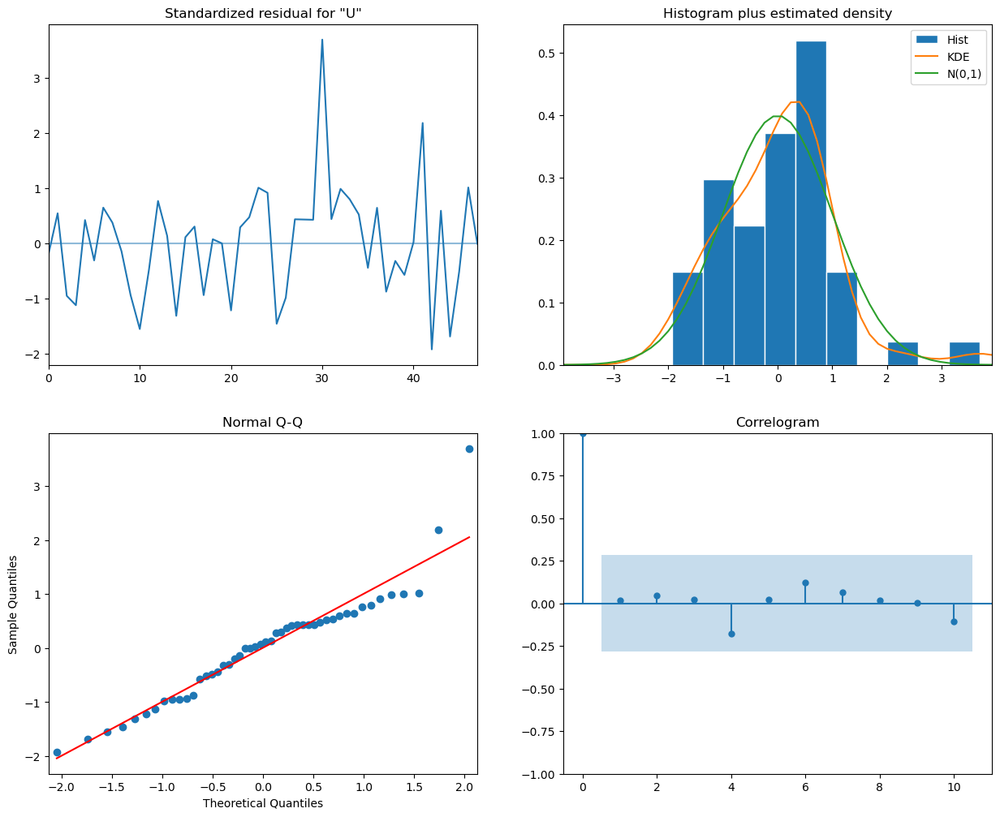 Standardized residual for "U"
3
2
1
0
−1
−2
0 10 20 30 40
Histogram plus estimated density
Hist
KDE
N(0,1)
0.5
0.4
0.3
0.2
0.1
0.0
−3 −2 −1 0 1 2 3
Normal Q-Q
Sample Quantiles
3
2
1
0
−1
−2
−2.0 −1.5 −1.0 −0.5 0.0 0.5 1.0 1.5 2.0
Theoretical Quantiles
Correlogram
1.00
0.75
0.50
0.25
0.00
−0.25
−0.50
−0.75
−1.00
0 2 4 6 8 10